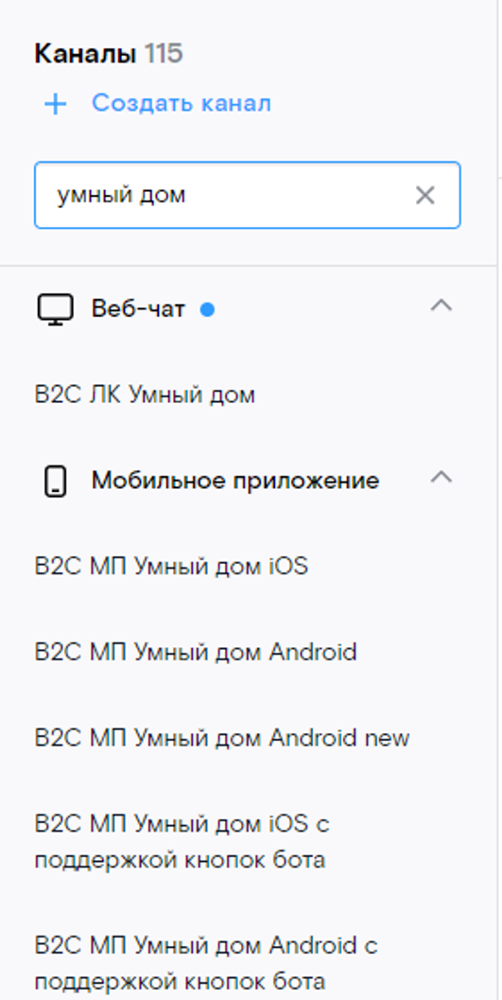 Каналы 115
Создать канал
умный дом
Веб-чат
B2C ЛК Умный дом
Мобильное приложение
B2C МП Умный дом iOS
B2C МП Умный дом Android
B2C МП Умный дом Android new
B2C МП Умный дом iOS с
поддержкой кнопок бота
B2C МП Умный дом Android с
поддержкой кнопок бота